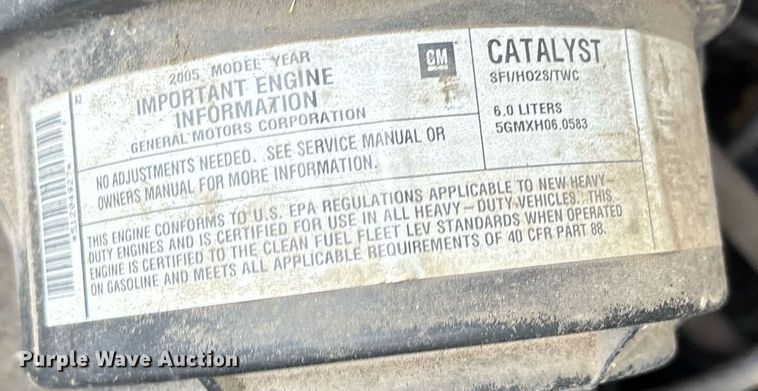 2005 MODEL YEAR
IMPORTANT ENGINE
INFORMATION
GENERAL MOTORS CORPORATION
GM
CATALYST
SFI/HO2S/TWC
6.0 LITERS
5GMXH06.0583
NO ADJUSTMENTS NEEDED. SEE SERVICE MANUAL OR
OWNERS MANUAL FOR MORE INFORMATION.
THIS ENGINE CONFORMS TO U.S. EPA REGULATIONS APPLICABLE TO NEW HEAVY-
DUTY ENGINES AND IS CERTIFIED FOR USE IN ALL HEAVY-DUTY VEHICLES. THIS
ENGINE IS CERTIFIED TO THE CLEAN FUEL FLEET LEV STANDARDS WHEN OPERATED
ON GASOLINE AND MEETS ALL APPLICABLE REQUIREMENTS OF 40 CFR PART 88.
Purple Wave Auction